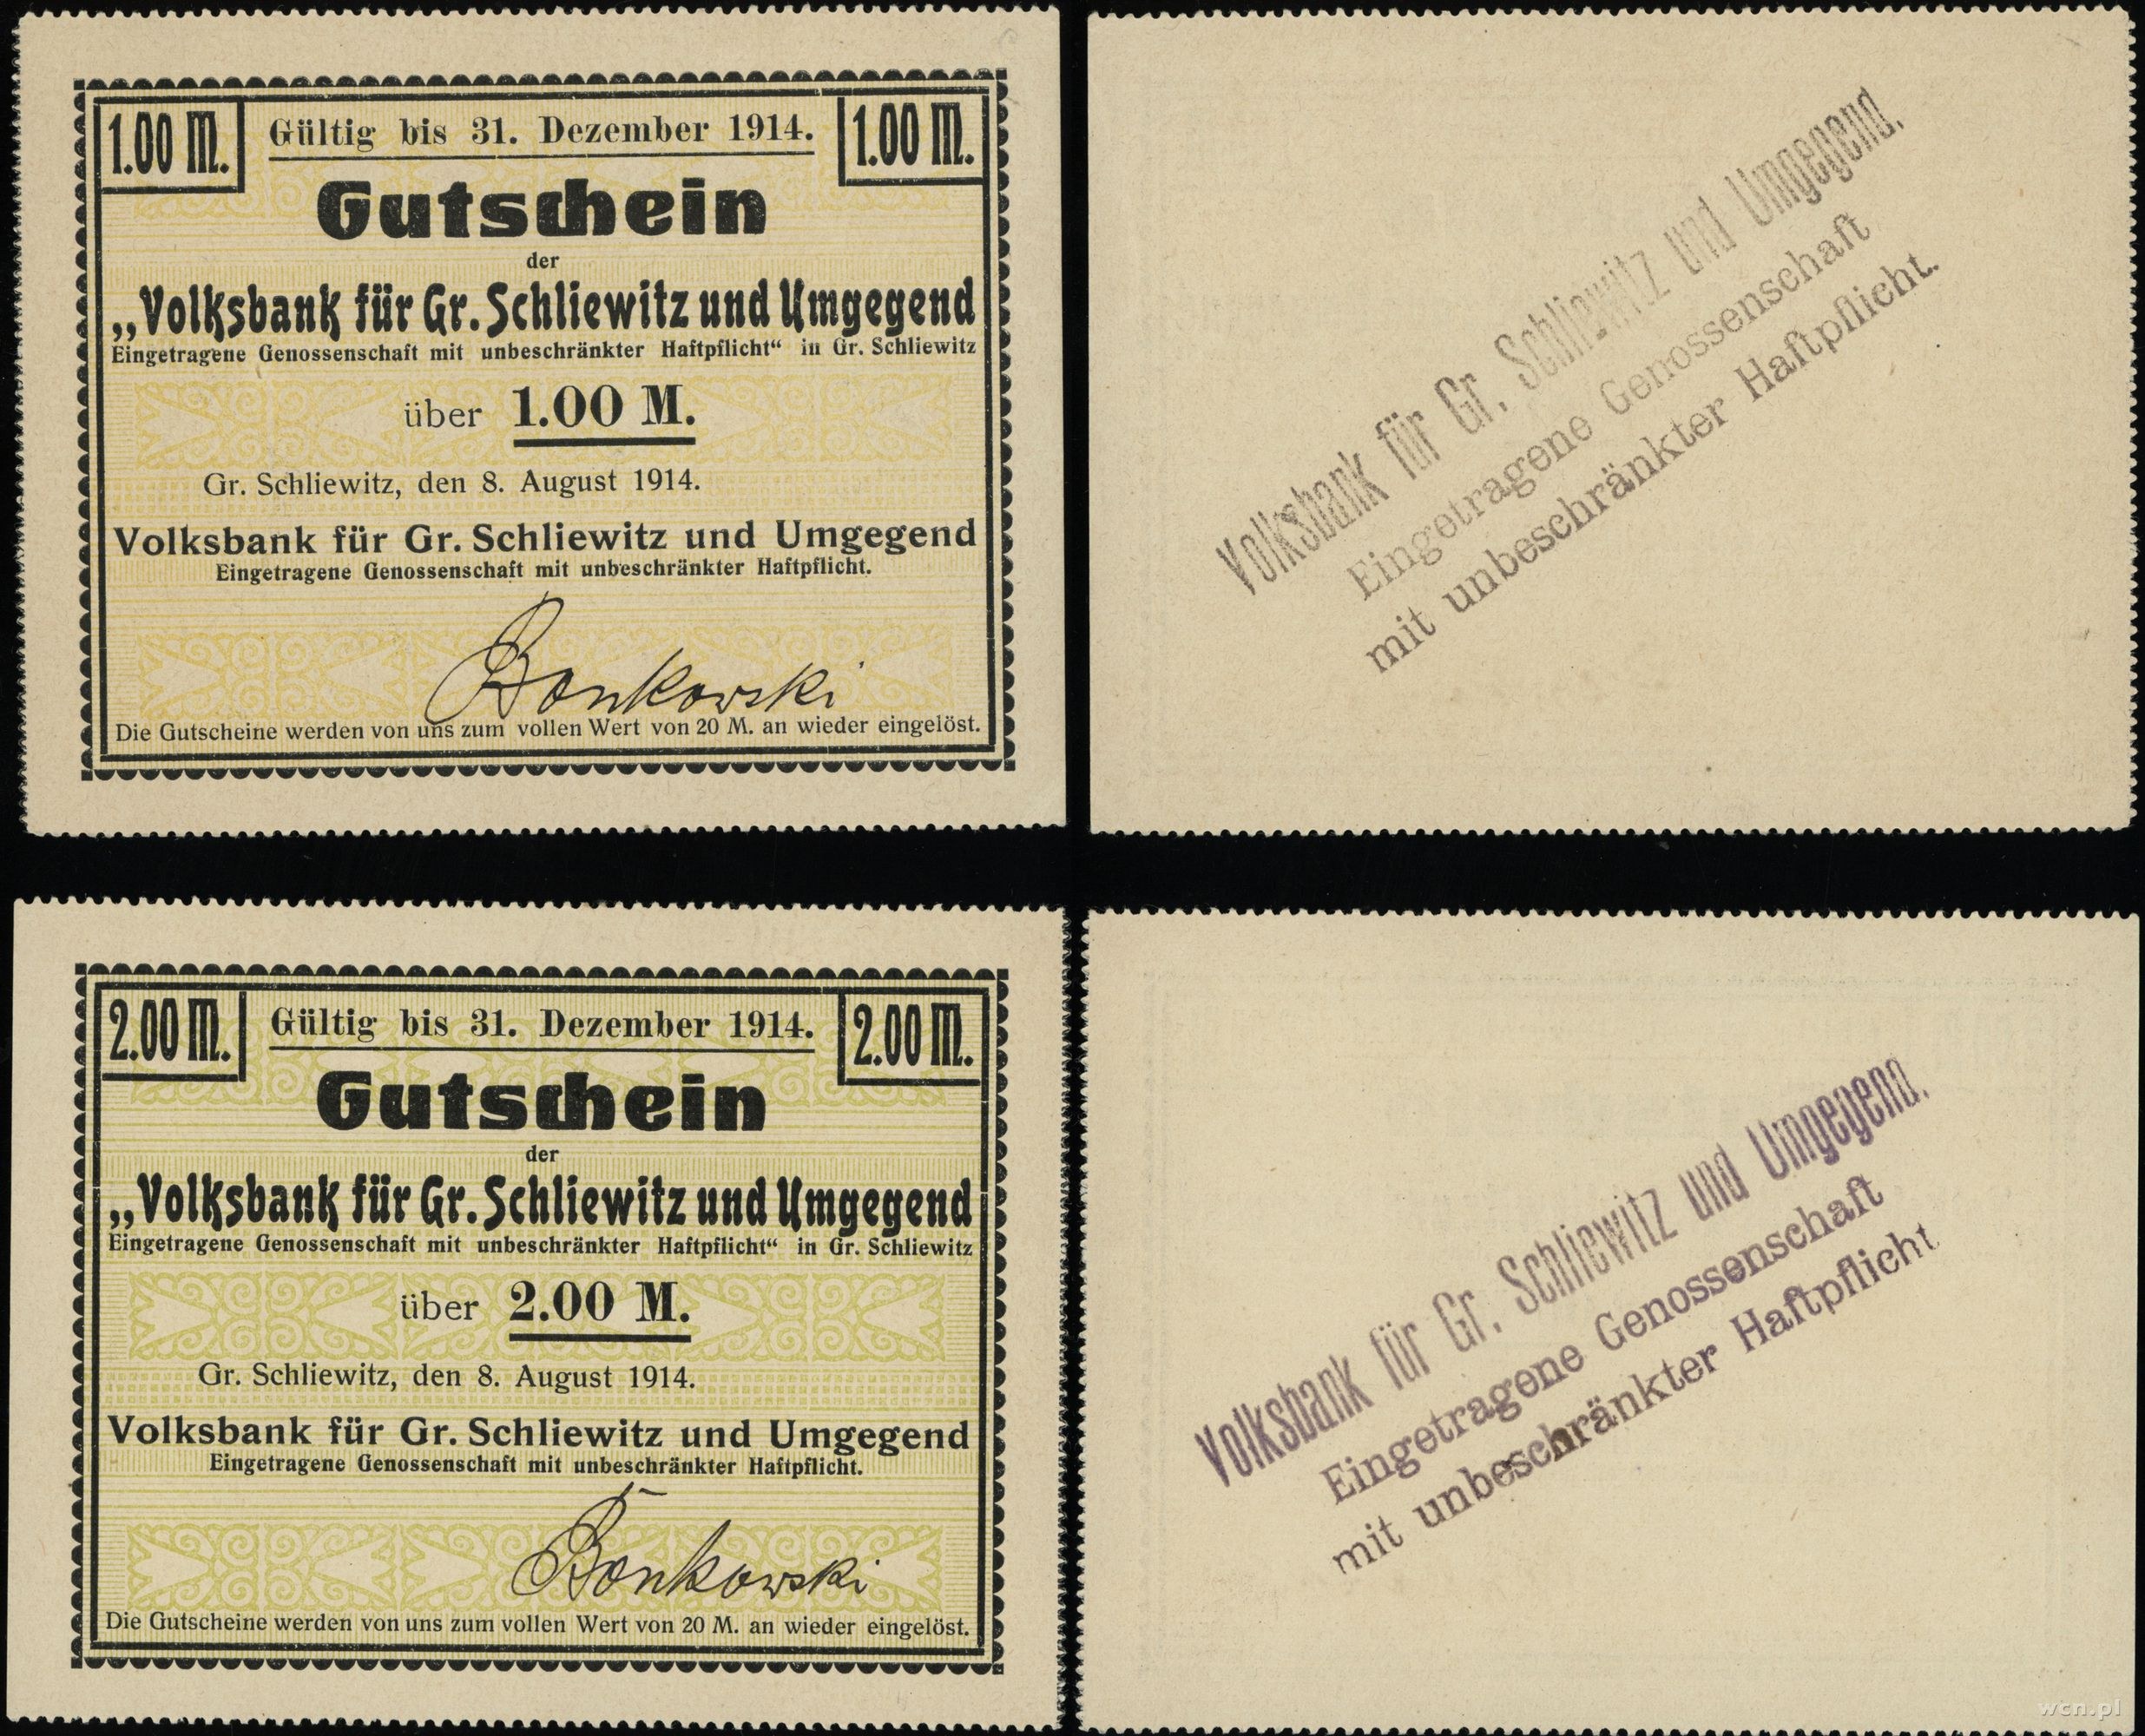 1.00 M.
Gültig bis 31. Dezember 1914.
1.00 M.
Gutschein
der
„Volksbank für Gr. Schliewitz und Umgegend
Eingetragene Genossenschaft mit unbeschränkter Haftpflicht“ in Gr. Schliewitz
über 1.00 M.
Gr. Schliewitz, den 8. August 1914.
Volksbank für Gr. Schliewitz und Umgegend
Eingetragene Genossenschaft mit unbeschränkter Haftpflicht.
Bonkowski
Die Gutscheine werden von uns zum vollen Wert von 20 M. an wieder eingelöst.
Volksbank für Gr. Schliewitz und Umgegend.
Eingetragene Genossenschaft
mit unbeschränkter Haftpflicht.
2.00 M.
Gültig bis 31. Dezember 1914.
2.00 M.
Gutschein
der
„Volksbank für Gr. Schliewitz und Umgegend
Eingetragene Genossenschaft mit unbeschränkter Haftpflicht“ in Gr. Schliewitz
über 2.00 M.
Gr. Schliewitz, den 8. August 1914.
Volksbank für Gr. Schliewitz und Umgegend
Eingetragene Genossenschaft mit unbeschränkter Haftpflicht.
Bonkowski
Die Gutscheine werden von uns zum vollen Wert von 20 M. an wieder eingelöst.
Volksbank für Gr. Schliewitz und Umgegend.
Eingetragene Genossenschaft
mit unbeschränkter Haftpflicht
wcn.pl